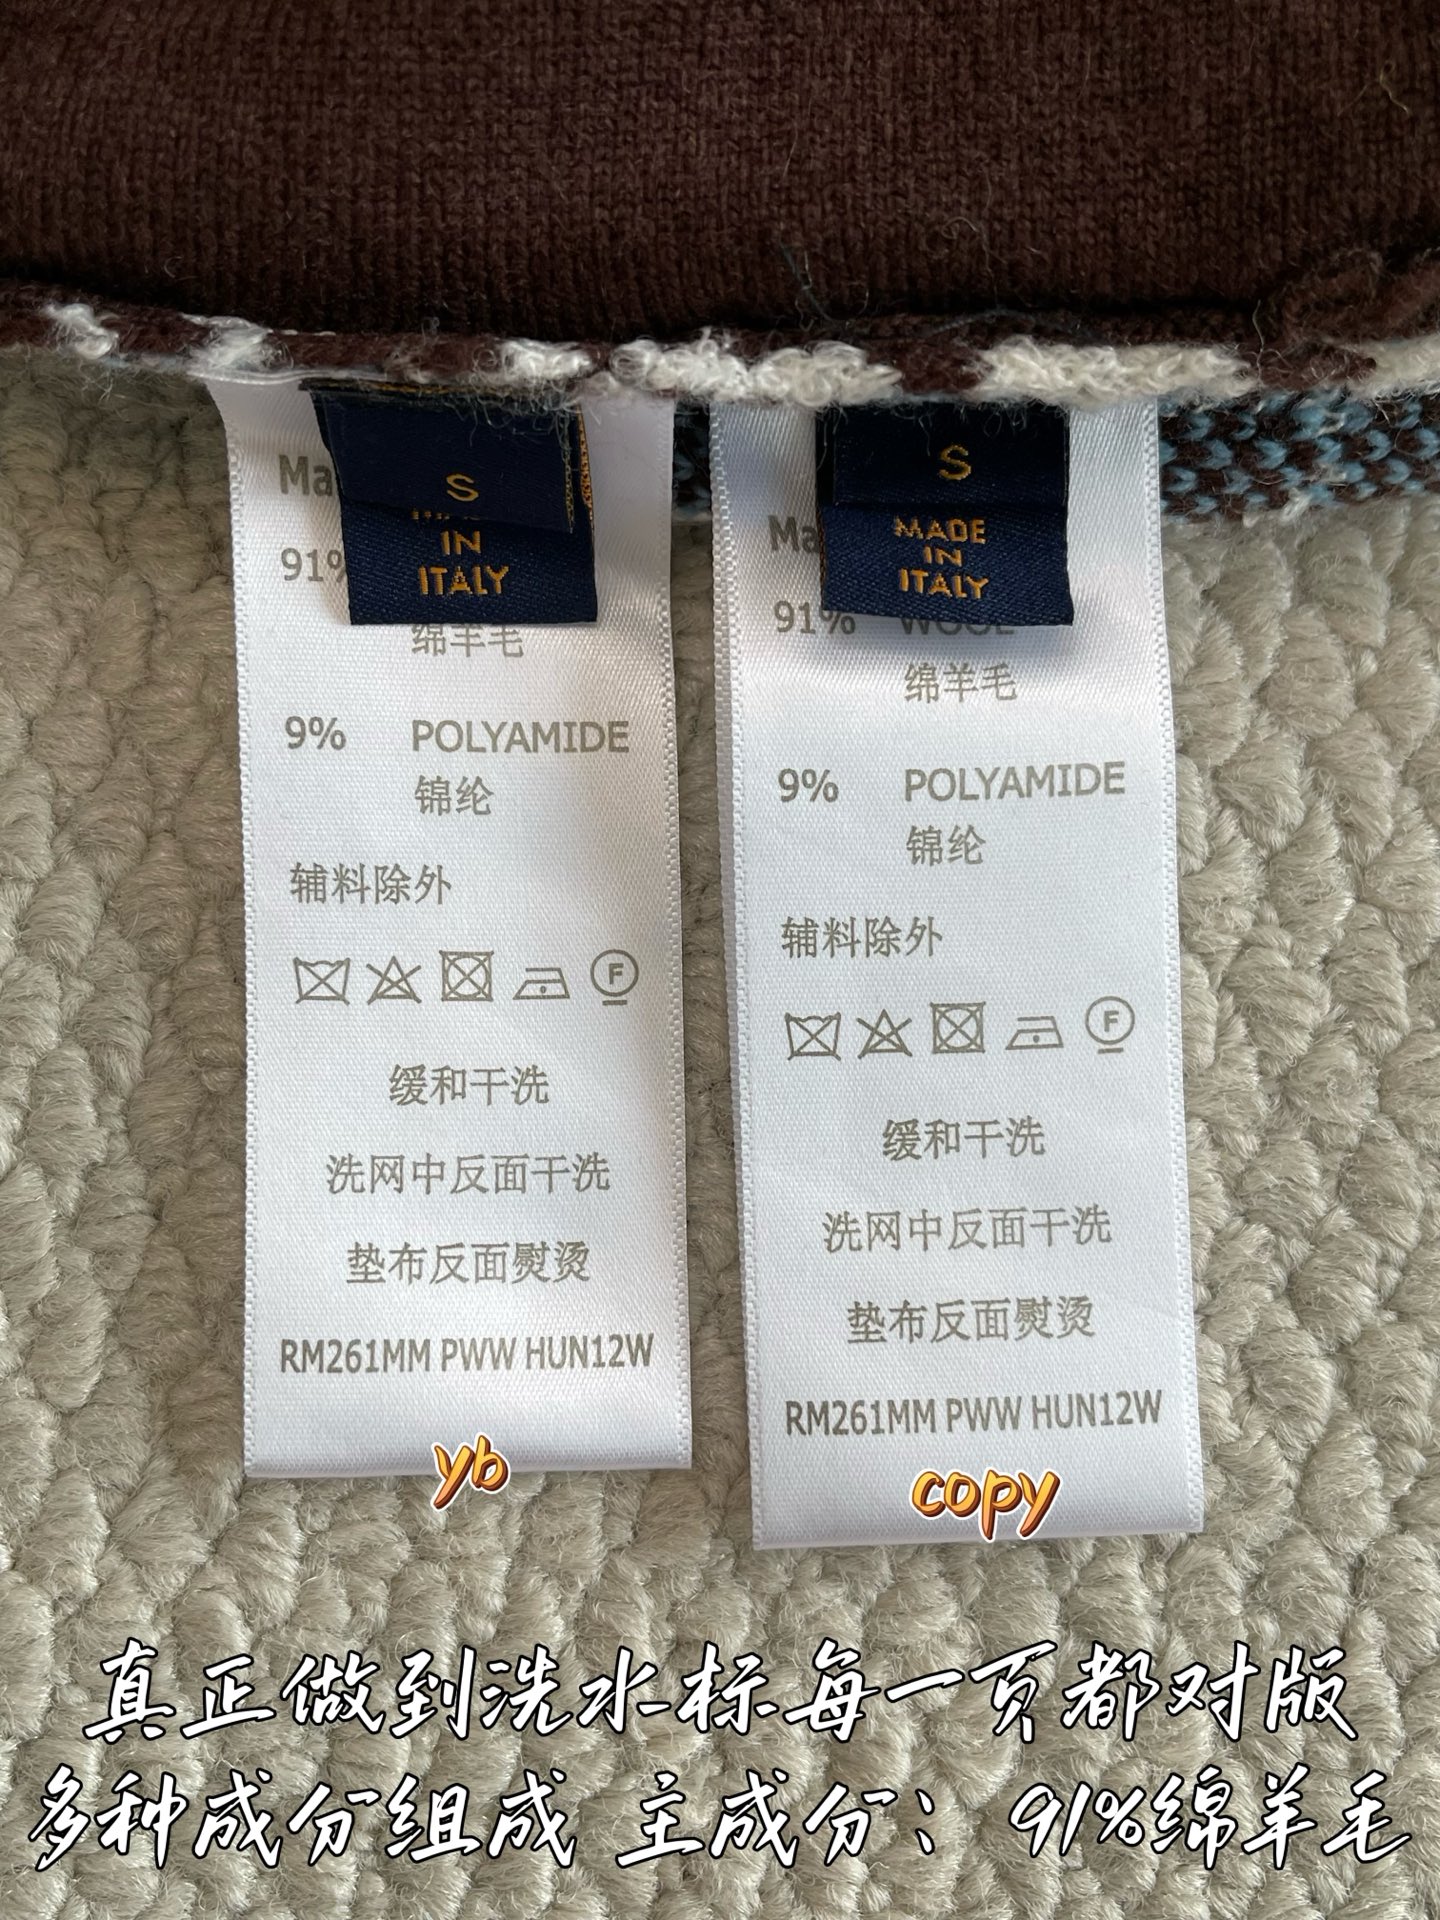 S
IN
ITALY
Ma
91%
绵羊毛
9% POLYAMIDE
锦纶
辅料除外
F
缓和干洗
洗网中反面干洗
垫布反面熨烫
RM261MM PWW HUN12W
yb
S
MADE
IN
ITALY
Ma
91% WOOL
绵羊毛
9% POLYAMIDE
锦纶
辅料除外
F
缓和干洗
洗网中反面干洗
垫布反面熨烫
RM261MM PWW HUN12W
copy
真正做到洗水标每一页都对版
多种成分组成 主成分：91%绵羊毛